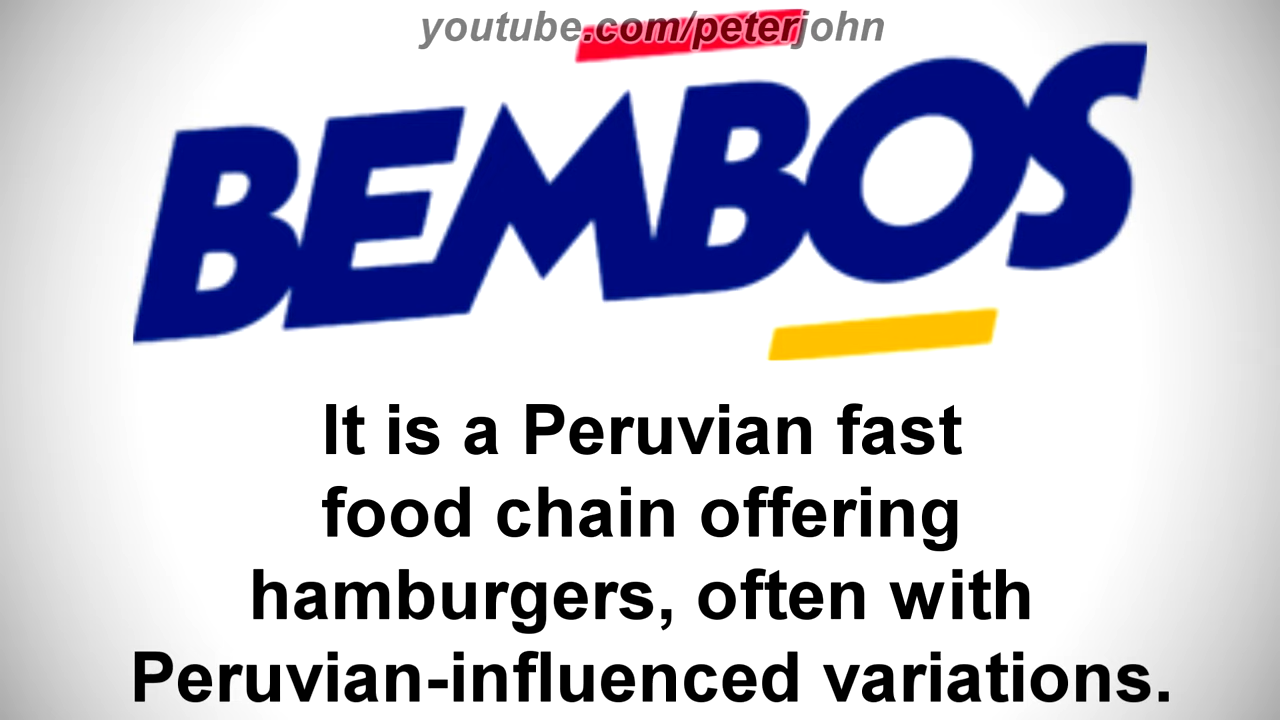 youtube.com/peterjohn
BEMBOS
It is a Peruvian fast
food chain offering
hamburgers, often with
Peruvian-influenced variations.